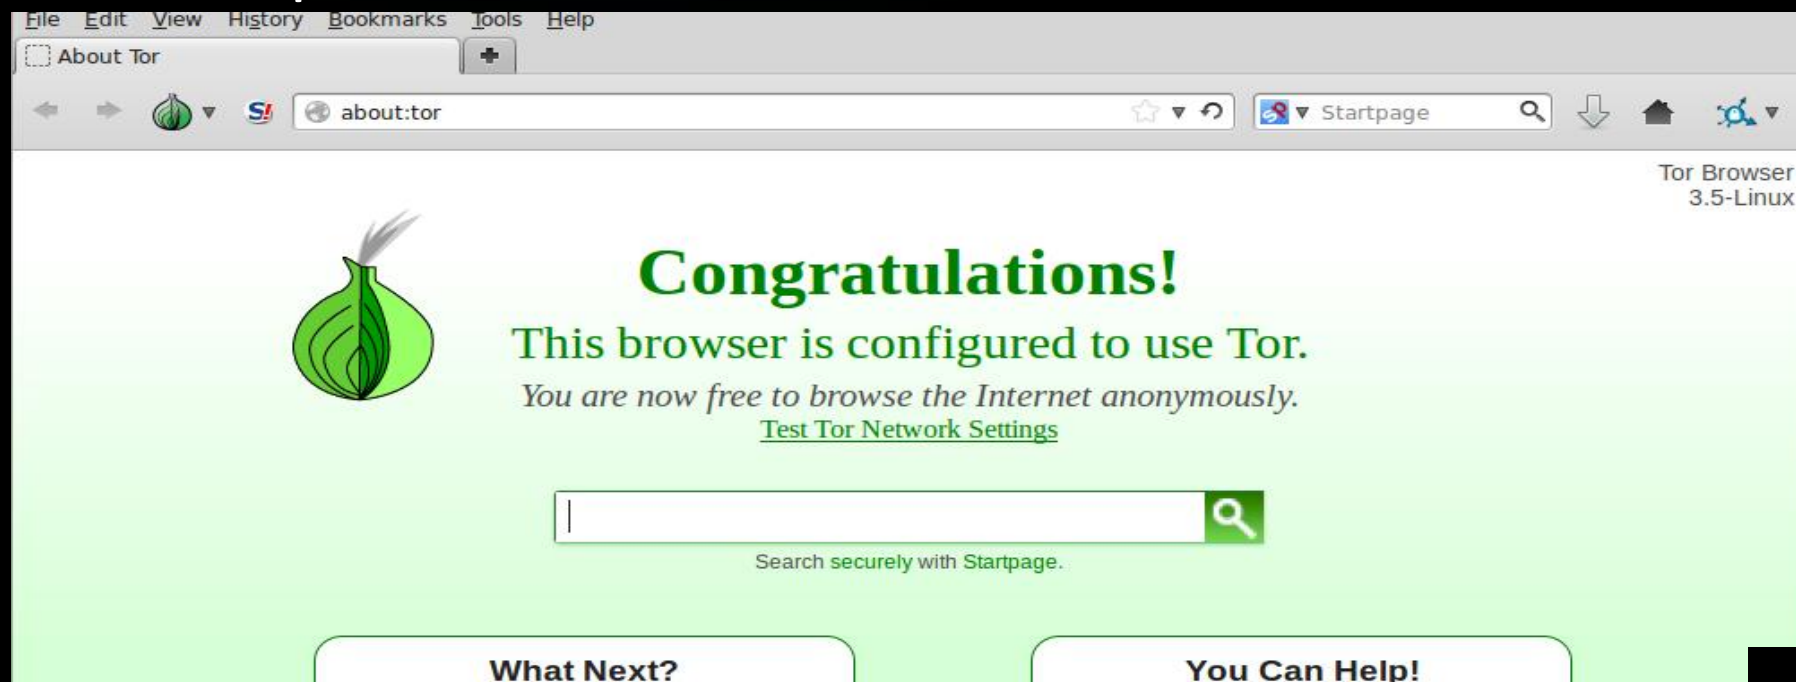 File Edit View History Bookmarks Tools Help
About Tor
S! about:tor Startpage
Tor Browser
3.5-Linux
Congratulations!
This browser is configured to use Tor.
You are now free to browse the Internet anonymously.
Test Tor Network Settings
Search securely with Startpage.
What Next? You Can Help!